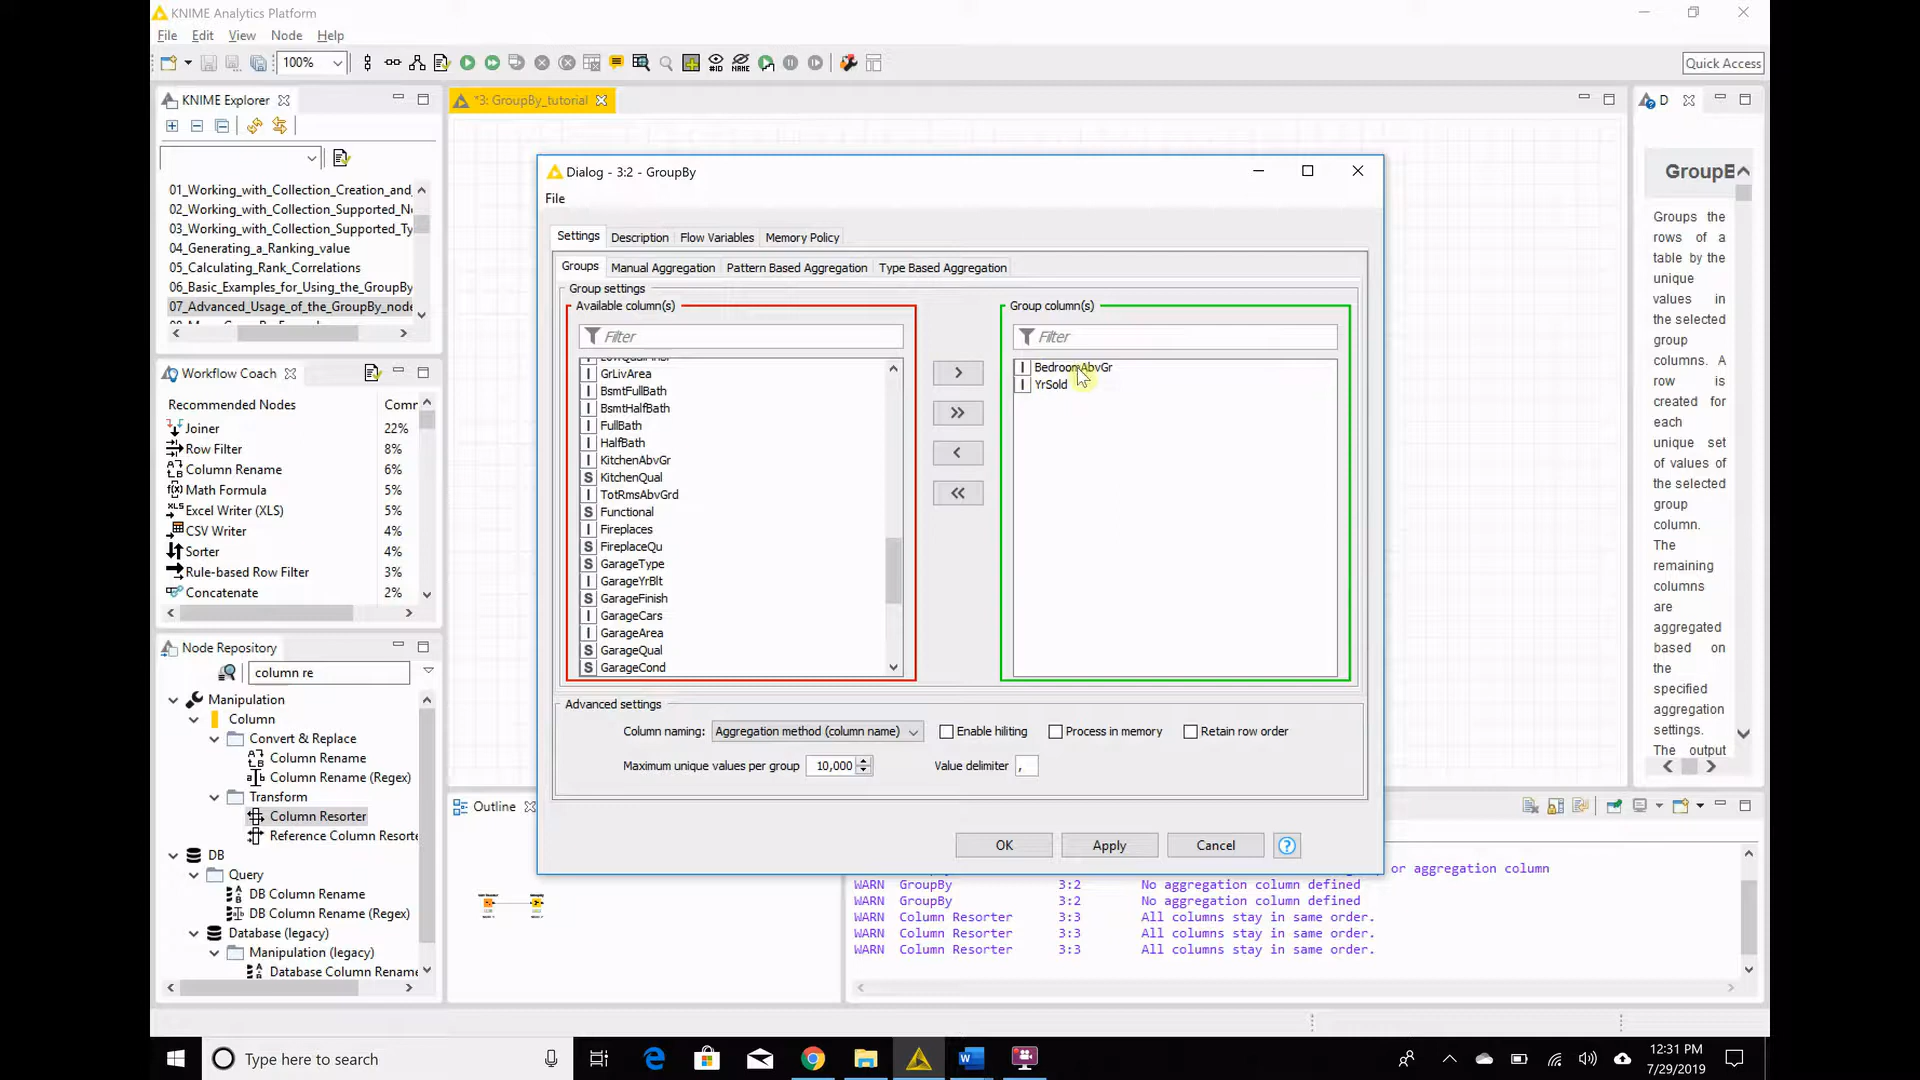 KNIME Analytics Platform
File Edit View Node Help
100%
Quick Access
KNIME Explorer
*3: GroupBy_tutorial
D
01_Working_with_Collection_Creation_and_
02_Working_with_Collection_Supported_N
03_Working_with_Collection_Supported_Ty
04_Generating_a_Ranking_value
05_Calculating_Rank_Correlations
06_Basic_Examples_for_Using_the_GroupBy
07_Advanced_Usage_of_the_GroupBy_node
Workflow Coach
Recommended Nodes Comr
Joiner 22%
Row Filter 8%
Column Rename 6%
Math Formula 5%
Excel Writer (XLS) 5%
CSV Writer 4%
Sorter 4%
Rule-based Row Filter 3%
Concatenate 2%
Node Repository
column re
Manipulation
Column
Convert & Replace
Column Rename
Column Rename (Regex)
Transform
Column Resorter
Reference Column Resorte
DB
Query
DB Column Rename
DB Column Rename (Regex)
Database (legacy)
Manipulation (legacy)
Database Column Rename
Dialog - 3:2 - GroupBy
File
Settings Description Flow Variables Memory Policy
Groups Manual Aggregation Pattern Based Aggregation Type Based Aggregation
Group settings
Available column(s)
Filter
I GrLivArea
I BsmtFullBath
I BsmtHalfBath
I FullBath
I HalfBath
I KitchenAbvGr
S KitchenQual
I TotRmsAbvGrd
S Functional
I Fireplaces
S FireplaceQu
S GarageType
I GarageYrBlt
S GarageFinish
I GarageCars
I GarageArea
S GarageQual
S GarageCond
> >> < <<
Group column(s)
Filter
I BedroomAbvGr
I YrSold
Advanced settings
Column naming: Aggregation method (column name) Enable hiliting Process in memory Retain row order
Maximum unique values per group 10,000 Value delimiter ,
OK Apply Cancel ?
GroupB
Groups the
rows of a
table by the
unique
values in
the selected
group
columns. A
row is
created for
each
unique set
of values of
the selected
group
column.
The
remaining
columns
are
aggregated
based on
the
specified
aggregation
settings.
The output
Outline
or aggregation column
WARN GroupBy 3:2 No aggregation column defined
WARN GroupBy 3:2 No aggregation column defined
WARN Column Resorter 3:3 All columns stay in same order.
WARN Column Resorter 3:3 All columns stay in same order.
WARN Column Resorter 3:3 All columns stay in same order.
Type here to search
12:31 PM
7/29/2019